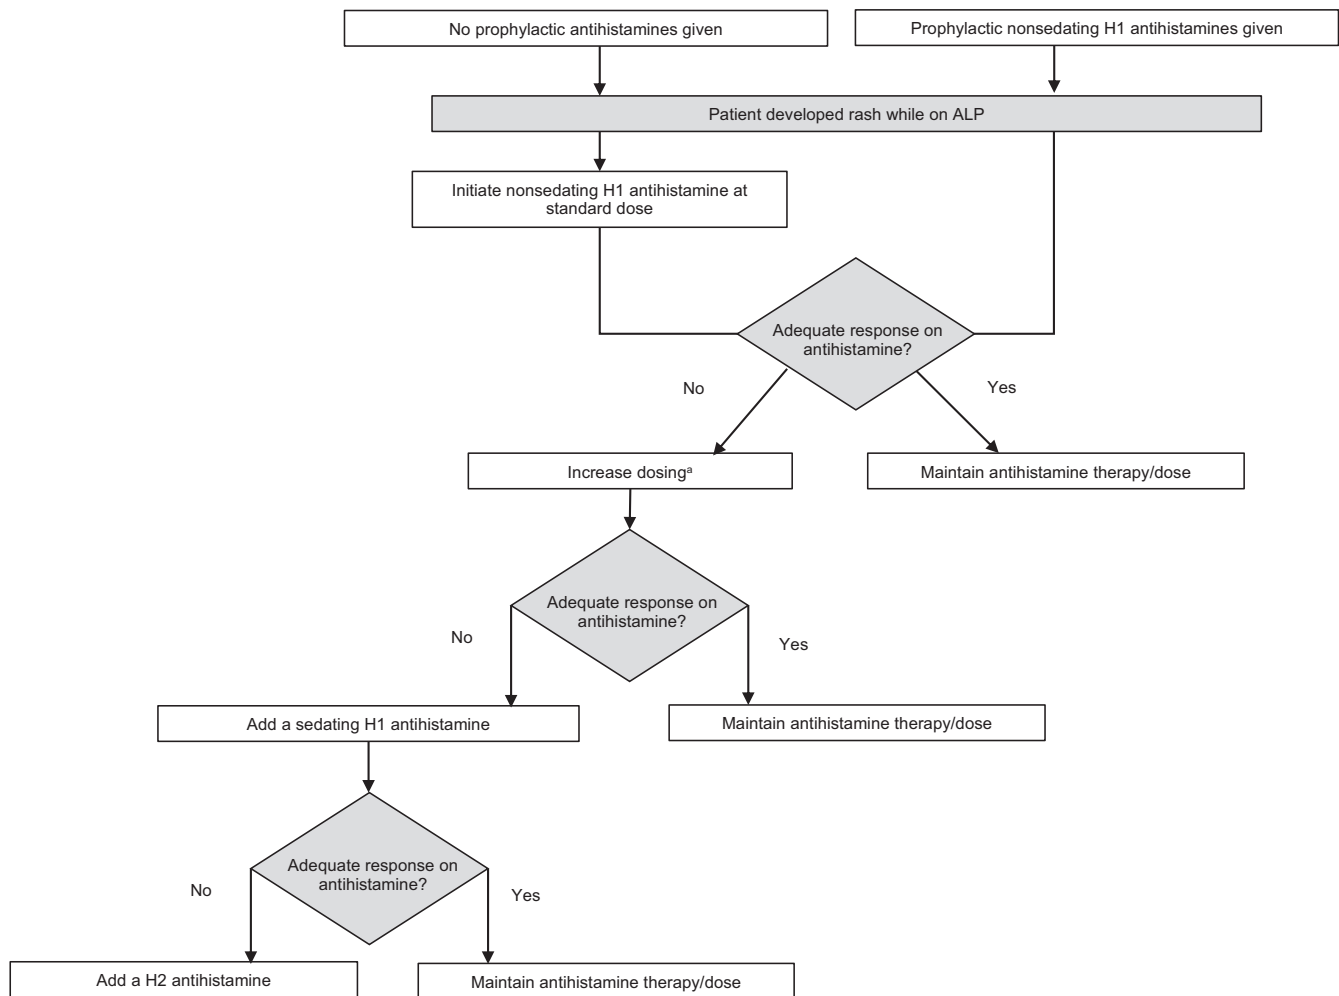 No prophylactic antihistamines given
Prophylactic nonsedating H1 antihistamines given
Patient developed rash while on ALP
Initiate nonsedating H1 antihistamine at
standard dose
Adequate response on
antihistamine?
No
Yes
Increase dosingᵃ
Maintain antihistamine therapy/dose
Adequate response on
antihistamine?
No
Yes
Add a sedating H1 antihistamine
Maintain antihistamine therapy/dose
Adequate response on
antihistamine?
No
Yes
Add a H2 antihistamine
Maintain antihistamine therapy/dose